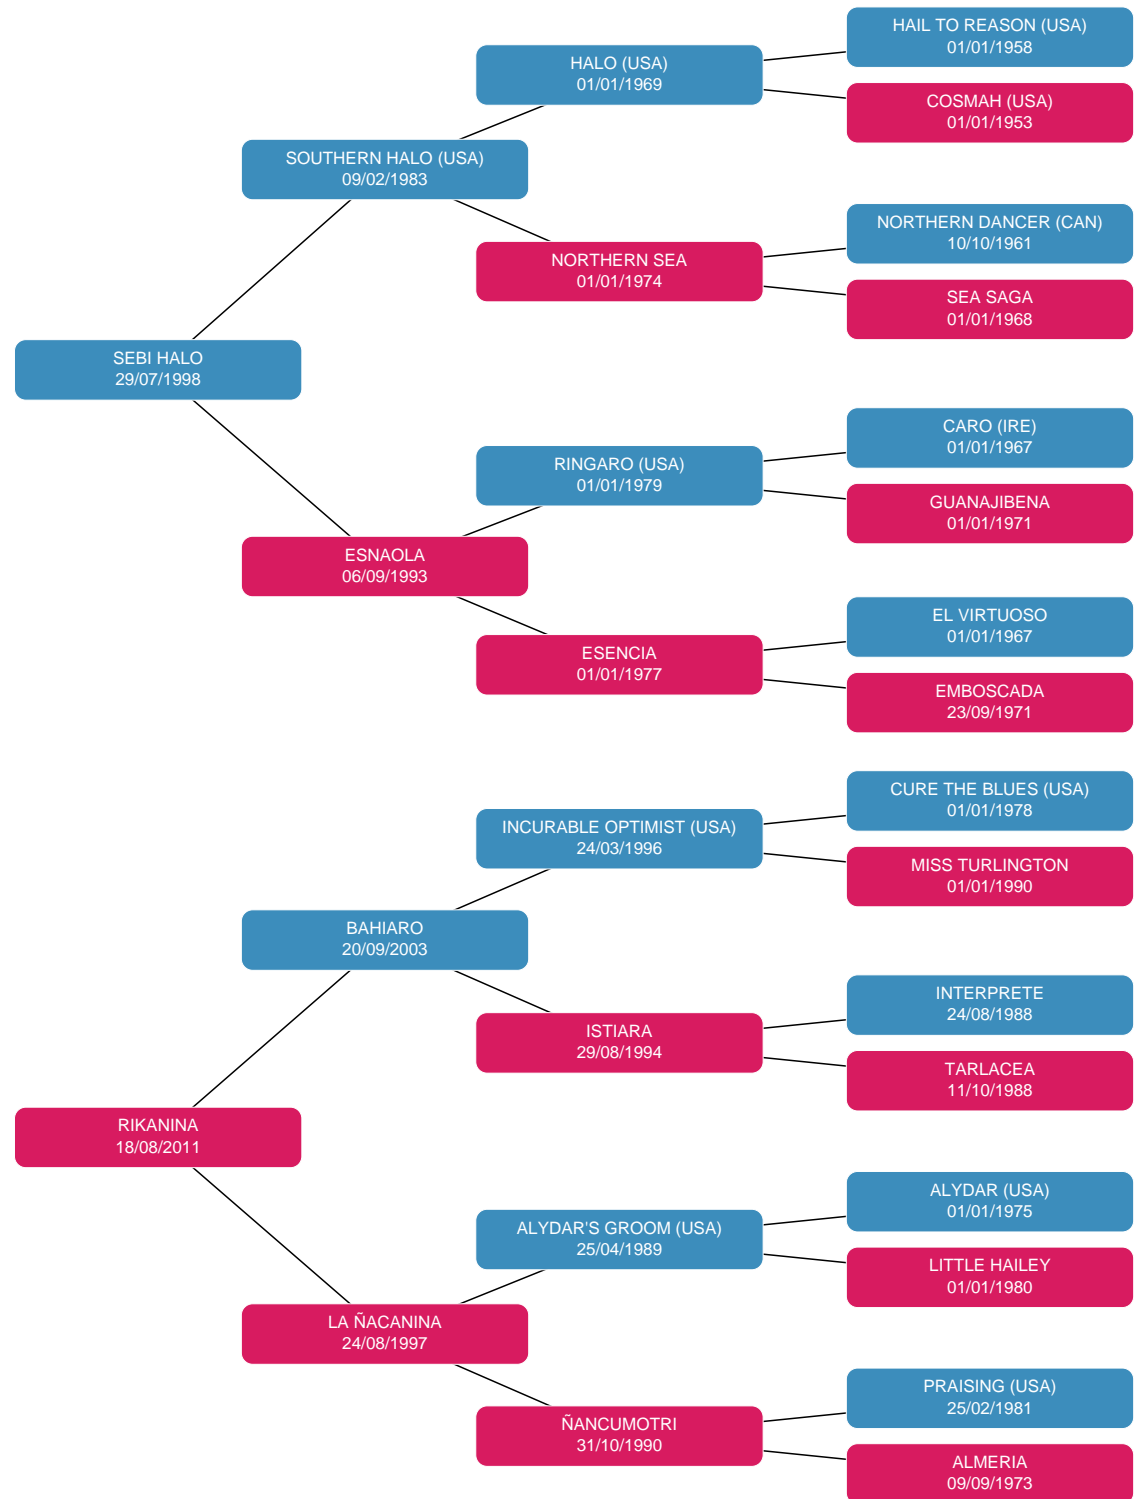 HAIL TO REASON (USA)
01/01/1958
HALO (USA)
01/01/1969
COSMAH (USA)
01/01/1953
SOUTHERN HALO (USA)
09/02/1983
NORTHERN DANCER (CAN)
10/10/1961
NORTHERN SEA
01/01/1974
SEA SAGA
01/01/1968
SEBI HALO
29/07/1998
CARO (IRE)
01/01/1967
RINGARO (USA)
01/01/1979
GUANAJIBENA
01/01/1971
ESNAOLA
06/09/1993
EL VIRTUOSO
01/01/1967
ESENCIA
01/01/1977
EMBOSCADA
23/09/1971
CURE THE BLUES (USA)
01/01/1978
INCURABLE OPTIMIST (USA)
24/03/1996
MISS TURLINGTON
01/01/1990
BAHIARO
20/09/2003
INTERPRETE
24/08/1988
ISTIARA
29/08/1994
TARLACEA
11/10/1988
RIKANINA
18/08/2011
ALYDAR (USA)
01/01/1975
ALYDAR'S GROOM (USA)
25/04/1989
LITTLE HAILEY
01/01/1980
LA ÑACANINA
24/08/1997
PRAISING (USA)
25/02/1981
ÑANCUMOTRI
31/10/1990
ALMERIA
09/09/1973